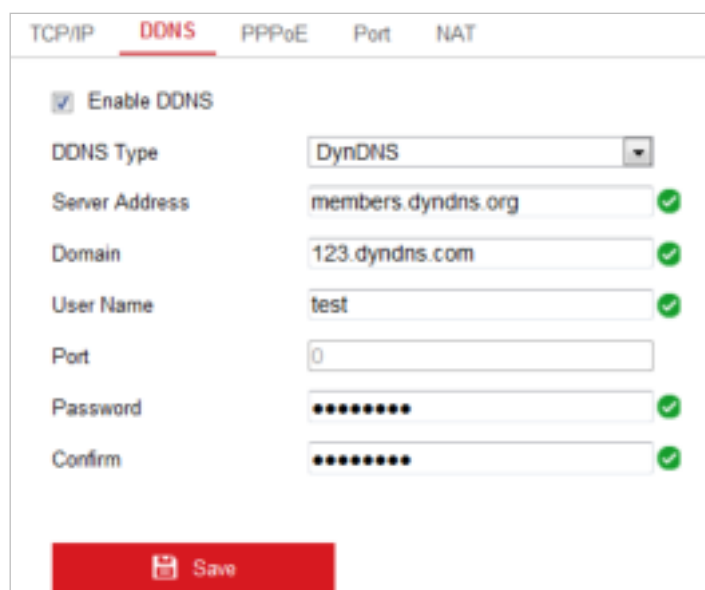 TCP/IP DDNS PPPoE Port NAT
Enable DDNS
DDNS Type DynDNS
Server Address members.dyndns.org
Domain 123.dyndns.com
User Name test
Port 0
Password ●●●●●●●●
Confirm ●●●●●●●●
Save